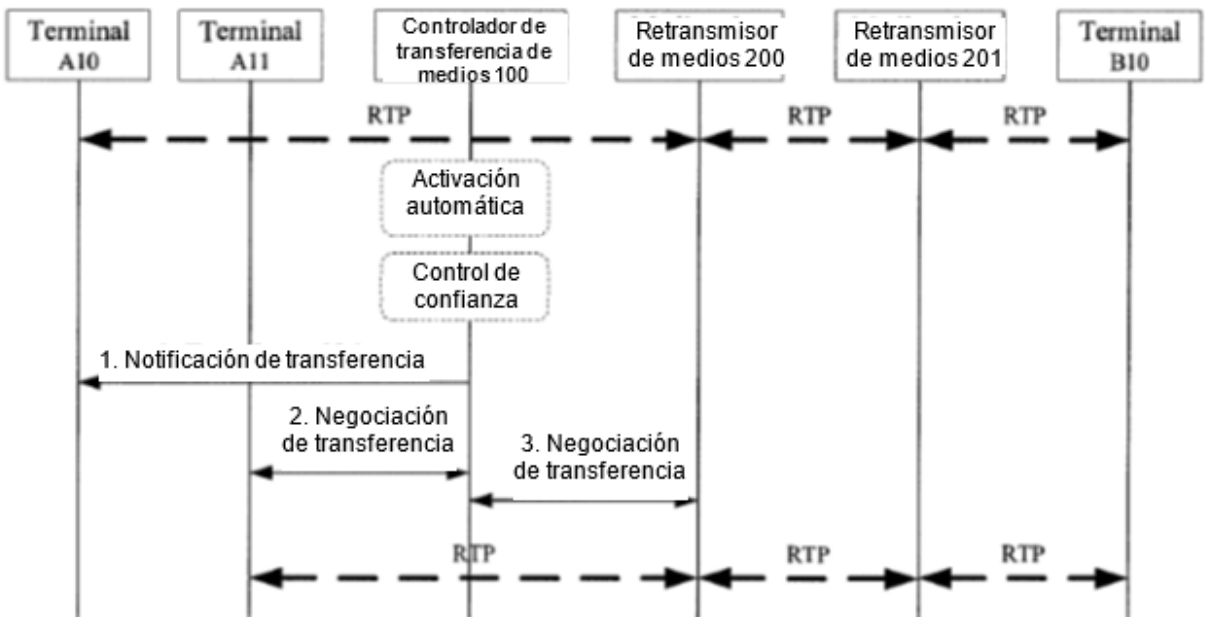 Terminal
A10
Terminal
A11
Controlador de
transferencia de
medios 100
Retransmisor
de medios 200
Retransmisor
de medios 201
Terminal
B10
RTP
RTP
RTP
Activación
automática
Control de
confianza
1. Notificación de transferencia
2. Negociación
de transferencia
3. Negociación
de transferencia
RTP
RTP
RTP